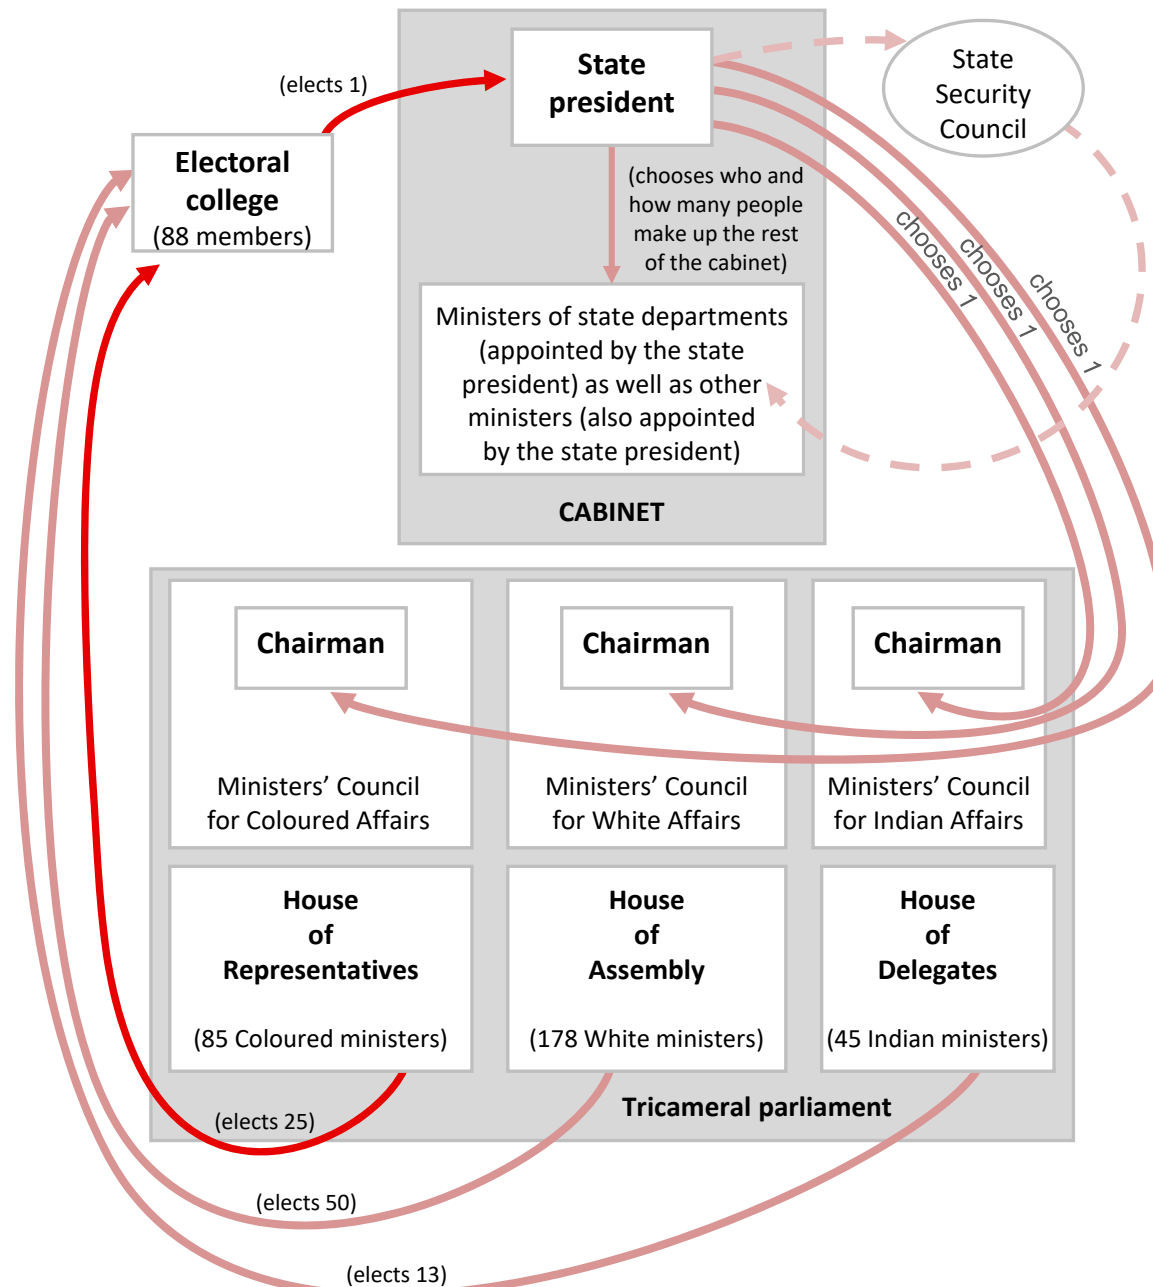 State
president
State
Security
Council
(elects 1)
Electoral
college
(88 members)
(chooses who and
how many people
make up the rest
of the cabinet)
chooses 1
chooses 1
chooses 1
Ministers of state departments
(appointed by the state
president) as well as other
ministers (also appointed
by the state president)
CABINET
Chairman
Chairman
Chairman
Ministers’ Council
for Coloured Affairs
Ministers’ Council
for White Affairs
Ministers’ Council
for Indian Affairs
House
of
Representatives
(85 Coloured ministers)
House
of
Assembly
(178 White ministers)
House
of
Delegates
(45 Indian ministers)
Tricameral parliament
(elects 25)
(elects 50)
(elects 13)